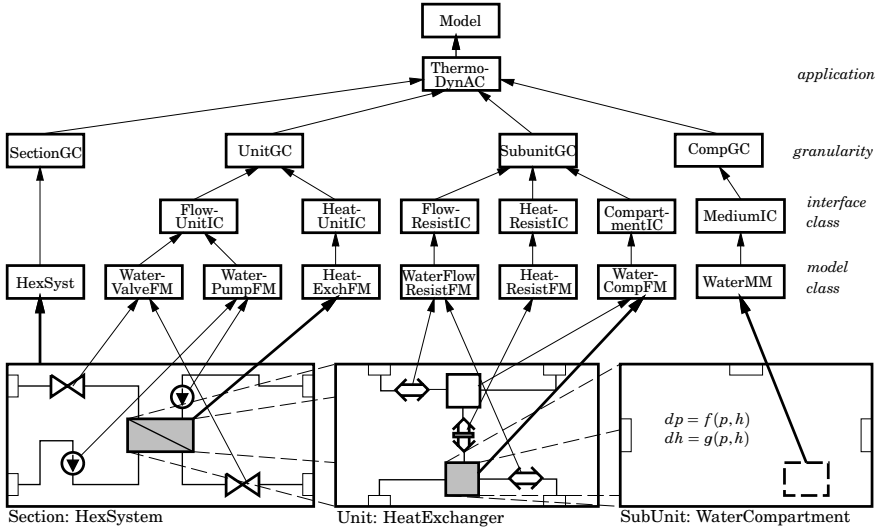 Model
Thermo-
DynAC
application
SectionGC
UnitGC
SubunitGC
CompGC
granularity
Flow-
UnitIC
Heat-
UnitIC
Flow-
ResistIC
Heat-
ResistIC
Compart-
mentIC
MediumIC
interface
class
HexSyst
Water-
ValveFM
Water-
PumpFM
Heat-
ExchFM
WaterFlow
ResistFM
Heat-
ResistFM
Water-
CompFM
WaterMM
model
class
dp = f(p, h)
dh = g(p, h)
Section: HexSystem
Unit: HeatExchanger
SubUnit: WaterCompartment